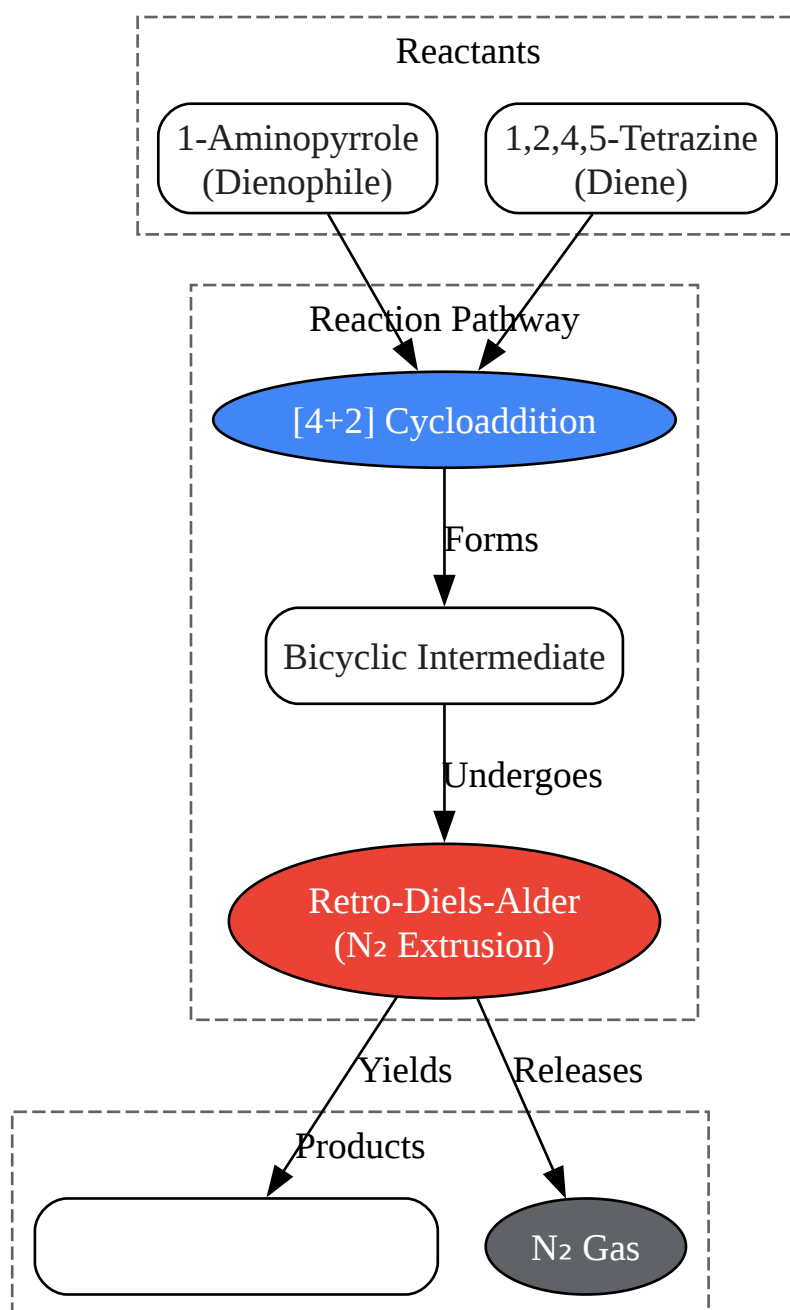 Reactants
1-Aminopyrrole
(Dienophile)
1,2,4,5-Tetrazine
(Diene)
Reaction Pathway
[4+2] Cycloaddition
Forms
Bicyclic Intermediate
Undergoes
Retro-Diels-Alder
(N₂ Extrusion)
Yields
Releases
Products
N₂ Gas